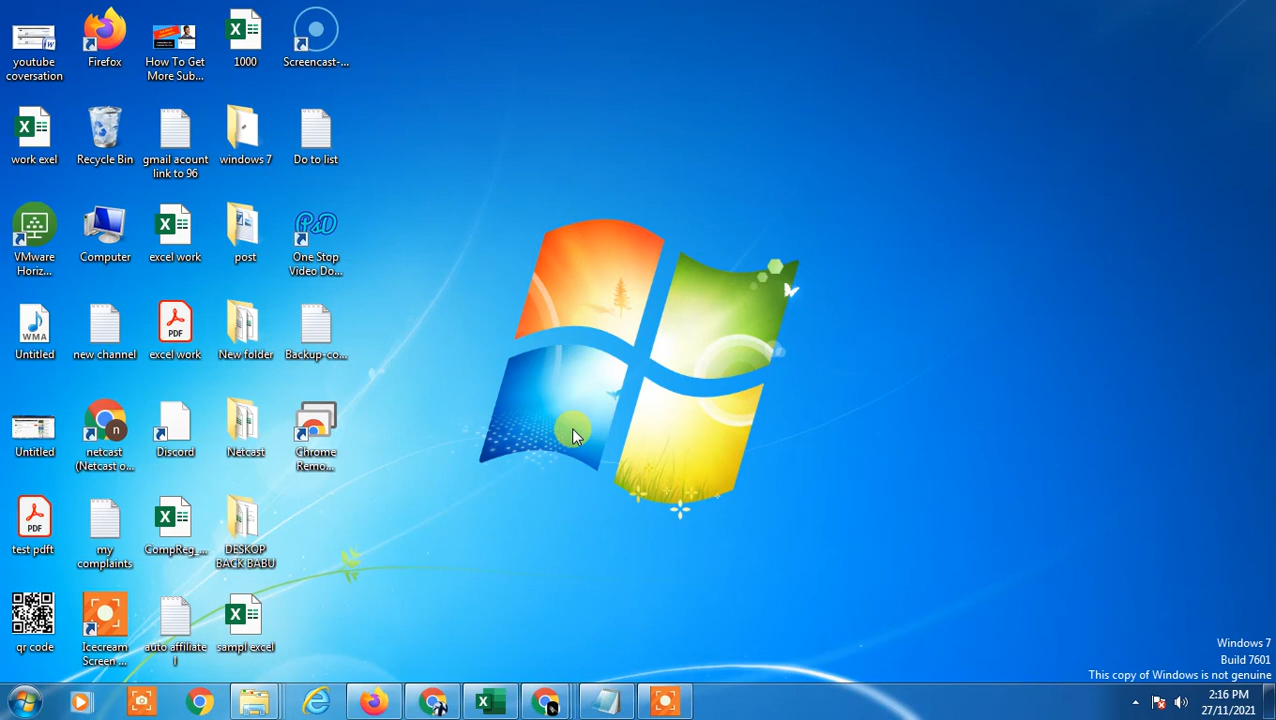 youtube
coversation
Firefox
How To Get
More Sub...
1000
Screencast-...
work exel
Recycle Bin
gmail acount
link to 96
windows 7
Do to list
VMware
Horiz...
Computer
excel work
post
One Stop
Video Do...
PsD
WMA
Untitled
new channel
PDF
excel work
New folder
Backup-co...
Untitled
n
netcast
(Netcast o...
Discord
Netcast
Chrome
Remo...
PDF
test pdft
my
complaints
CompReg_...
DESKOP
BACK BABU
qr code
Icecream
Screen ...
auto affiliate
l
sampl excel
Windows 7
Build 7601
This copy of Windows is not genuine
2:16 PM
27/11/2021